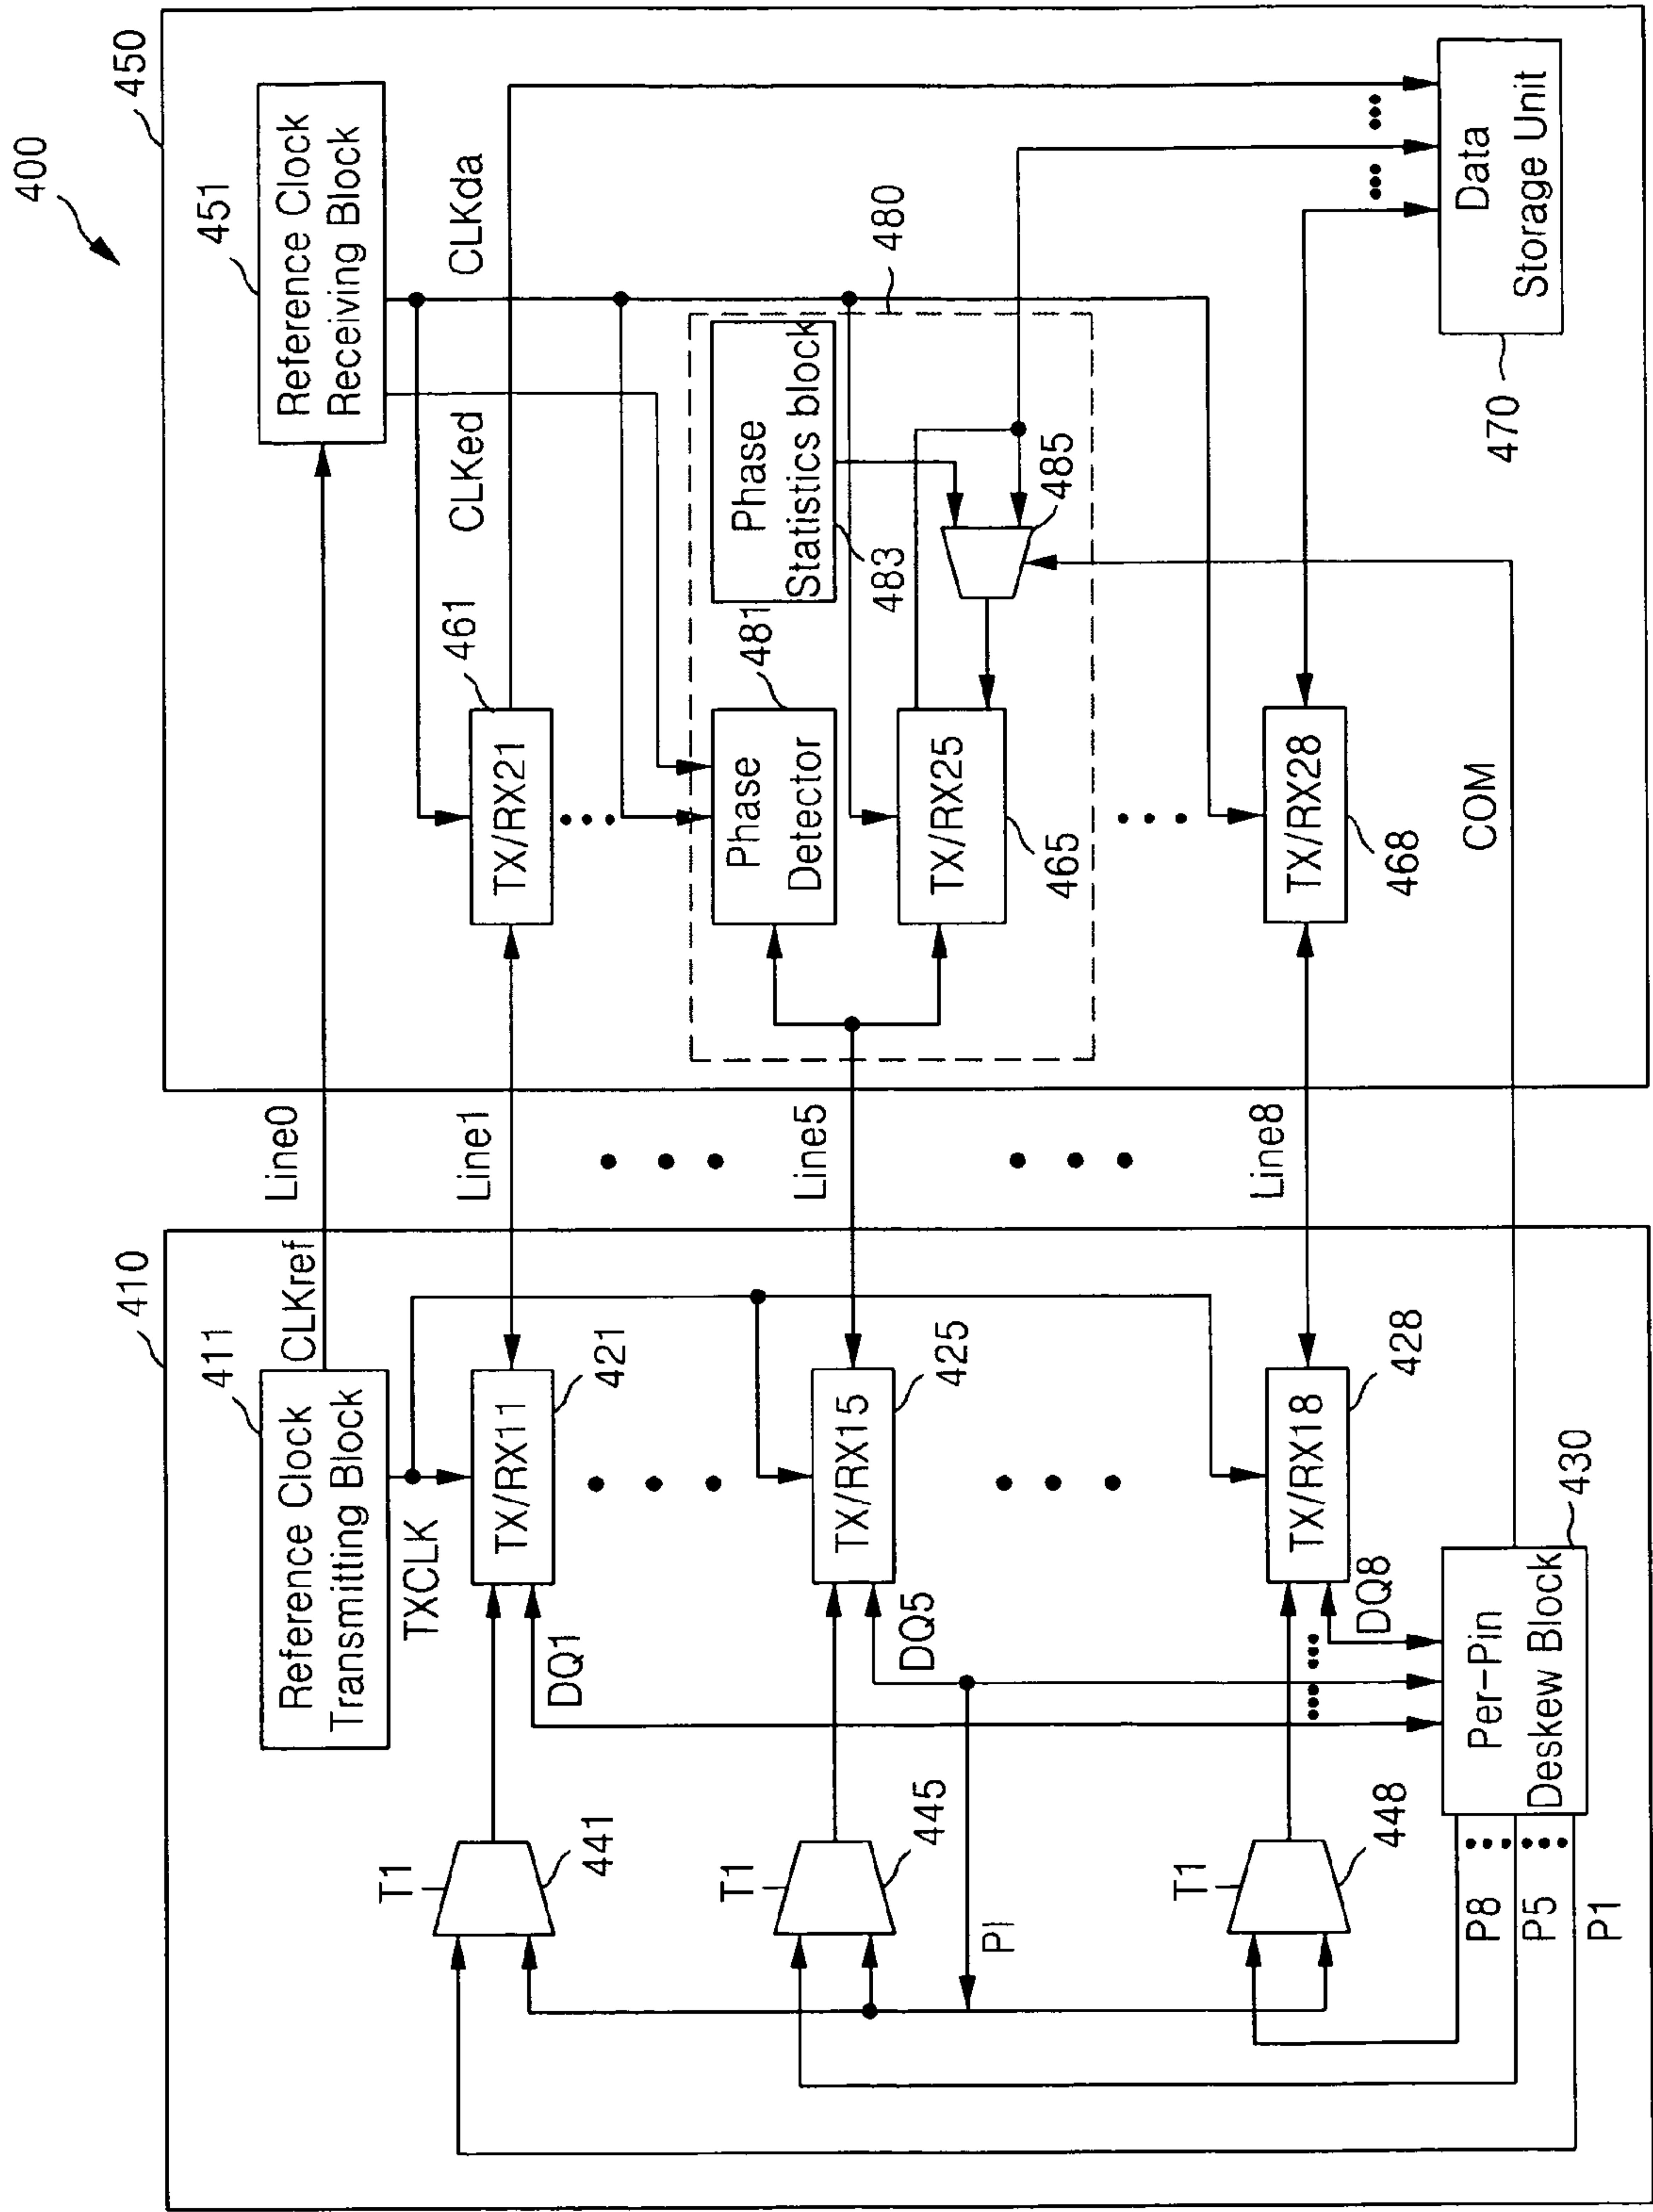 400
410
450
411
Reference Clock
Transmitting Block
CLKref
Line0
451
Reference Clock
Receiving Block
TXCLK
CLKed
CLKda
T1
441
DQ1
TX/RX11
421
Line1
TX/RX21
461
480
Phase
Detector
481
Phase
Statistics block
483
T1
445
DQ5
TX/RX15
425
Line5
TX/RX25
465
485
PI
T1
448
DQ8
TX/RX18
428
Line8
TX/RX28
468
P8
P5
P1
Per-Pin
Deskew Block
430
COM
470
Data
Storage Unit